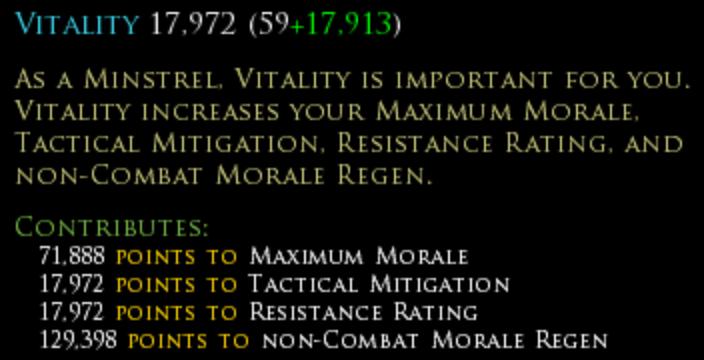 Vitality 17,972 (59+17,913)
As a Minstrel, Vitality is important for you.
Vitality increases your Maximum Morale,
Tactical Mitigation, Resistance Rating, and
non-Combat Morale Regen.
Contributes:
71,888 points to Maximum Morale
17,972 points to Tactical Mitigation
17,972 points to Resistance Rating
129,398 points to non-Combat Morale Regen